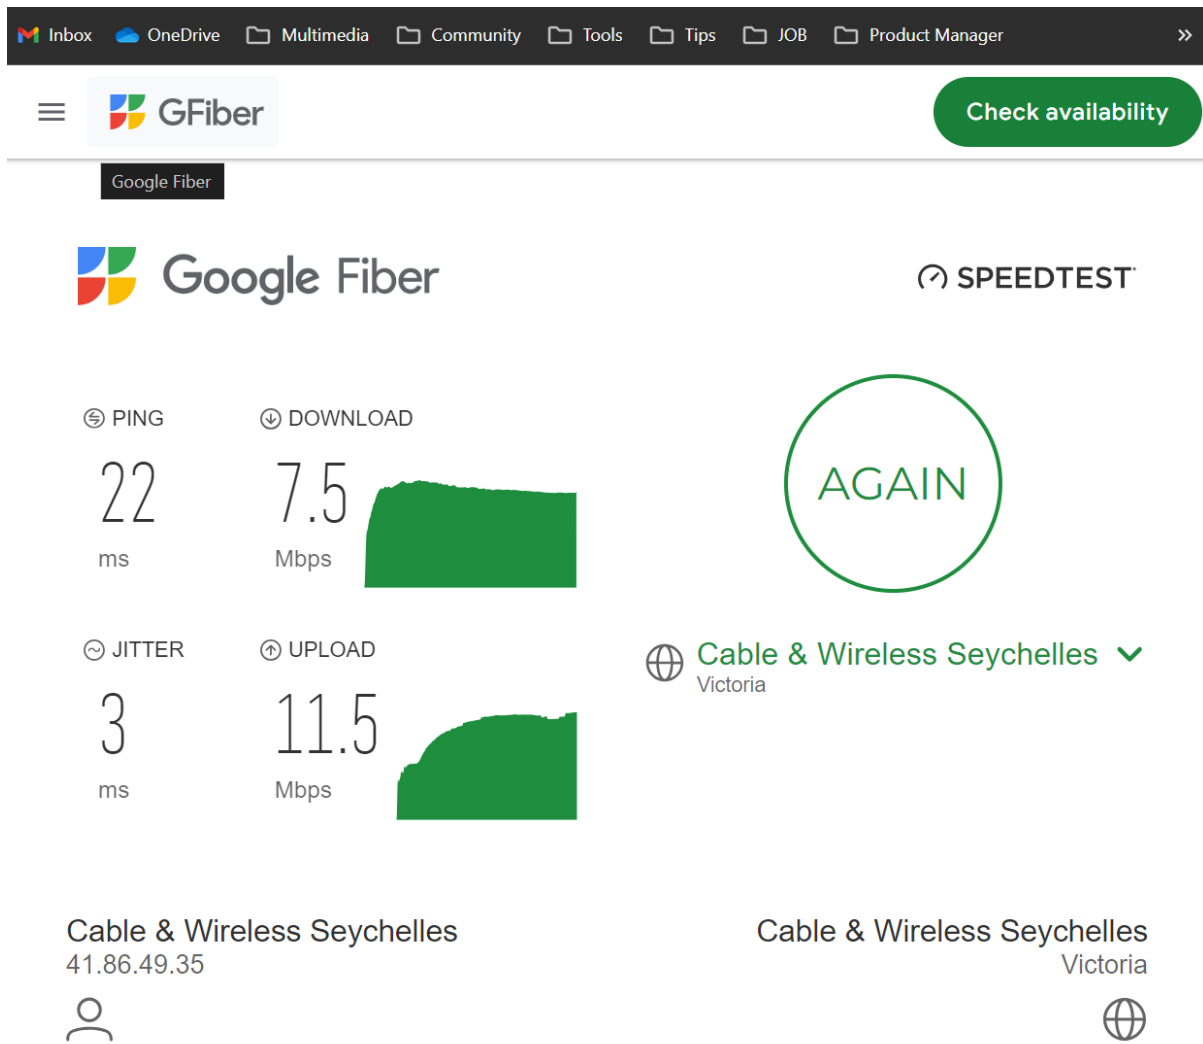 Inbox OneDrive Multimedia Community Tools Tips JOB Product Manager »
GFiber
Check availability
Google Fiber
Google Fiber
SPEEDTEST
PING
DOWNLOAD
22
7.5
AGAIN
ms
Mbps
JITTER
UPLOAD
Cable & Wireless Seychelles
Victoria
3
11.5
ms
Mbps
Cable & Wireless Seychelles
41.86.49.35
Cable & Wireless Seychelles
Victoria